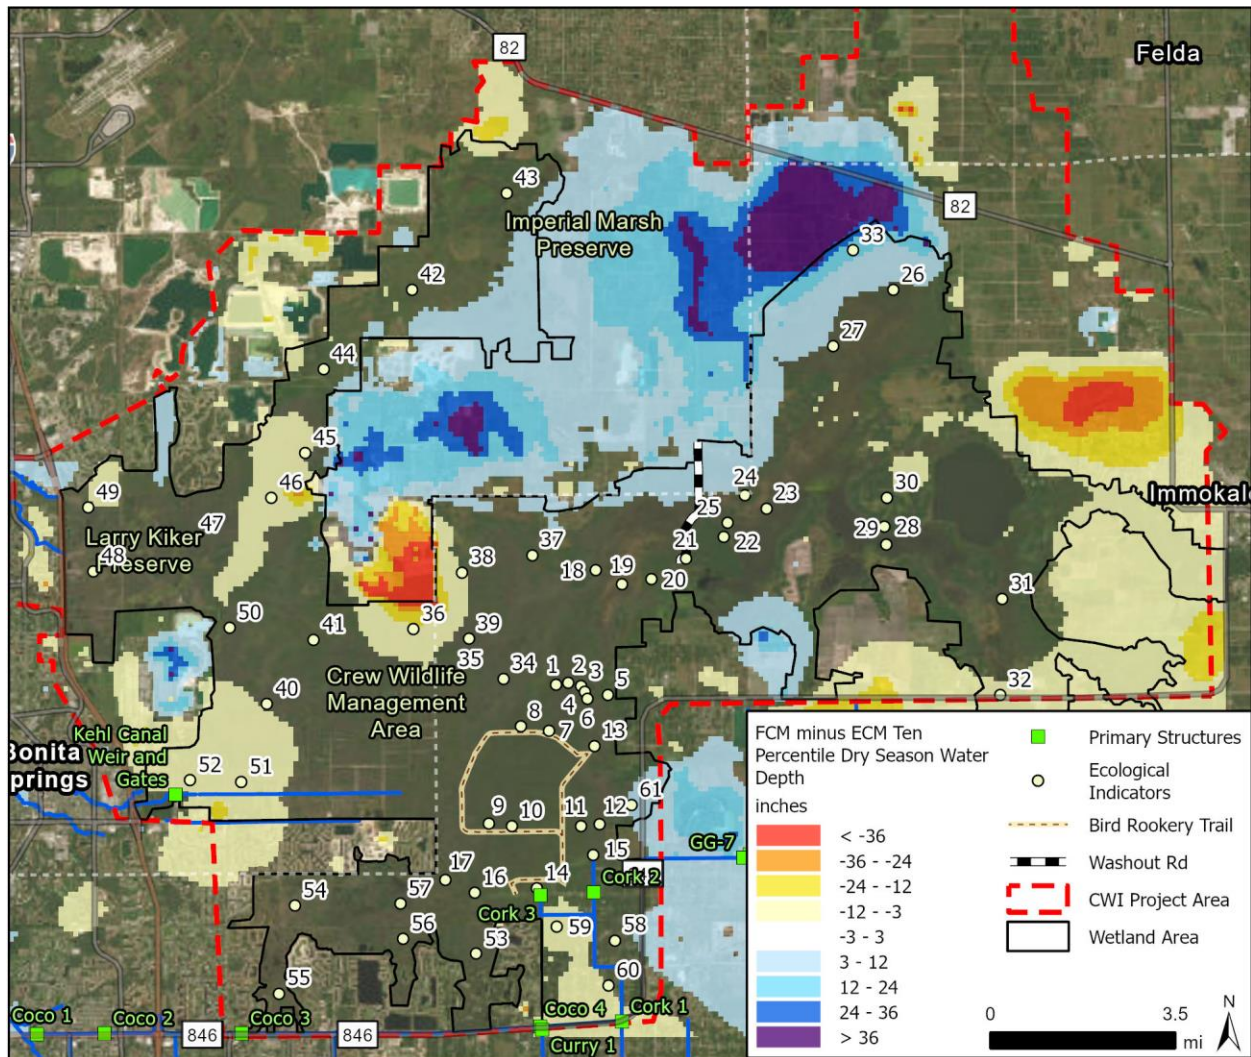 82
Felda
43
Imperial Marsh
Preserve
82
33
42
26
27
44
45
46
49
47
24
23
30
Immokale
25
Larry Kiker
Preserve
48
37
38
22
29
28
21
18
19
20
31
50
41
36
39
35
34
1
2
3
5
32
Crew Wildlife
Management
Area
40
4
6
8
7
13
Kehl Canal
Weir and
Gates
Bonita
Springs
52
51
61
9
10
11
12
GG-7
15
17
16
14
Cork 2
54
57
Cork 3
56
59
58
53
55
60
Coco 1
Coco 2
Coco 3
Coco 4
Cork 1
846
846
Curry 1
FCM minus ECM Ten
Percentile Dry Season Water
Depth
inches
< -36
-36 - -24
-24 - -12
-12 - -3
-3 - 3
3 - 12
12 - 24
24 - 36
> 36
Primary Structures
Ecological
Indicators
Bird Rookery Trail
Washout Rd
CWI Project Area
Wetland Area
N
0
3.5
mi